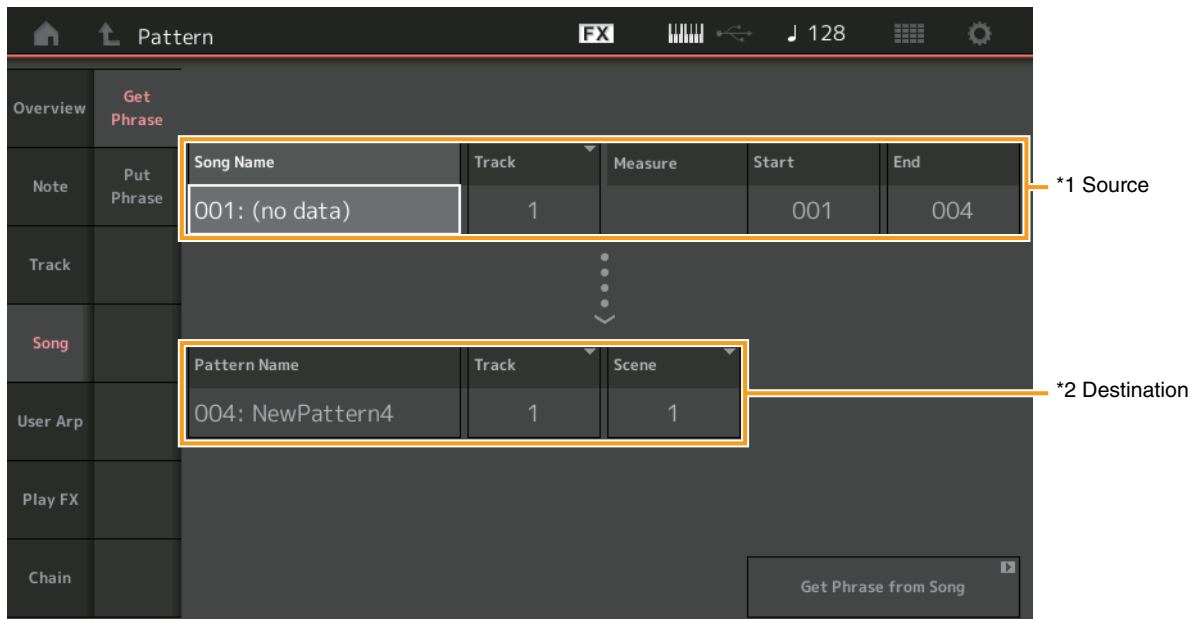 Pattern
FX
♩ 128
Overview
Get
Phrase
Note
Put
Phrase
Track
Song
User Arp
Play FX
Chain
Song Name
Track
Measure
Start
End
001: (no data)
1
001
004
*1 Source
Pattern Name
Track
Scene
004: NewPattern4
1
1
*2 Destination
Get Phrase from Song